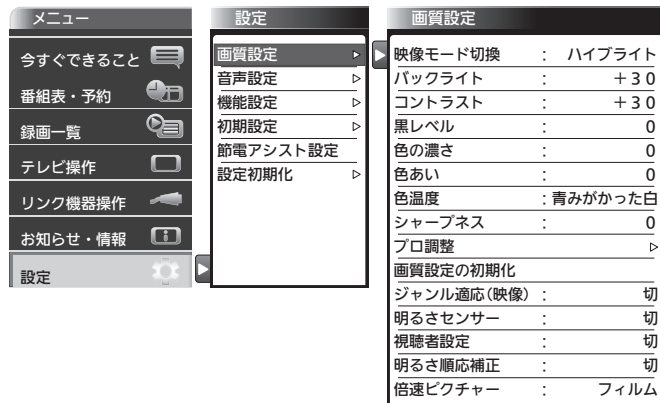 メニュー
今すぐできること
番組表・予約
録画一覧
テレビ操作
リンク機器操作
お知らせ・情報
設定
設定
画質設定
音声設定
機能設定
初期設定
節電アシスト設定
設定初期化
画質設定
映像モード切換 : ハイブライト
バックライト : +30
コントラスト : +30
黒レベル : 0
色の濃さ : 0
色あい : 0
色温度 : 青みがかった白
シャープネス : 0
プロ調整
画質設定の初期化
ジャンル適応(映像) : 切
明るさセンサー : 切
視聴者設定 : 切
明るさ順応補正 : 切
倍速ピクチャー : フィルム